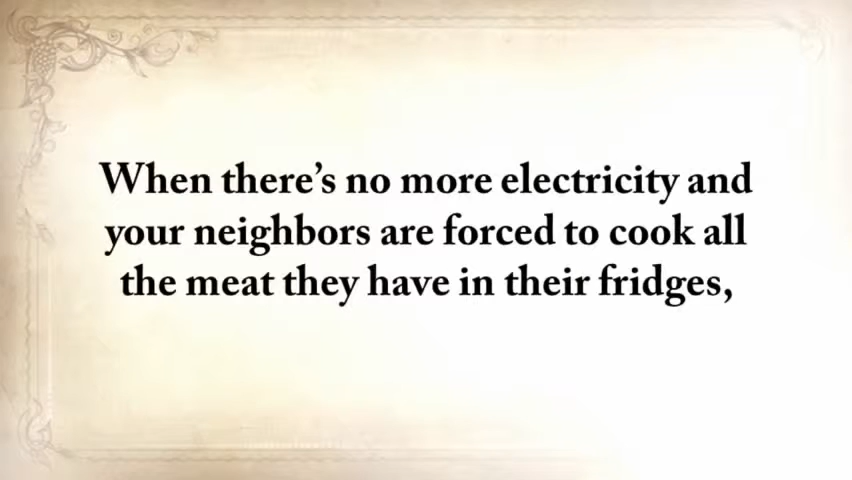 When there’s no more electricity and
your neighbors are forced to cook all
the meat they have in their fridges,